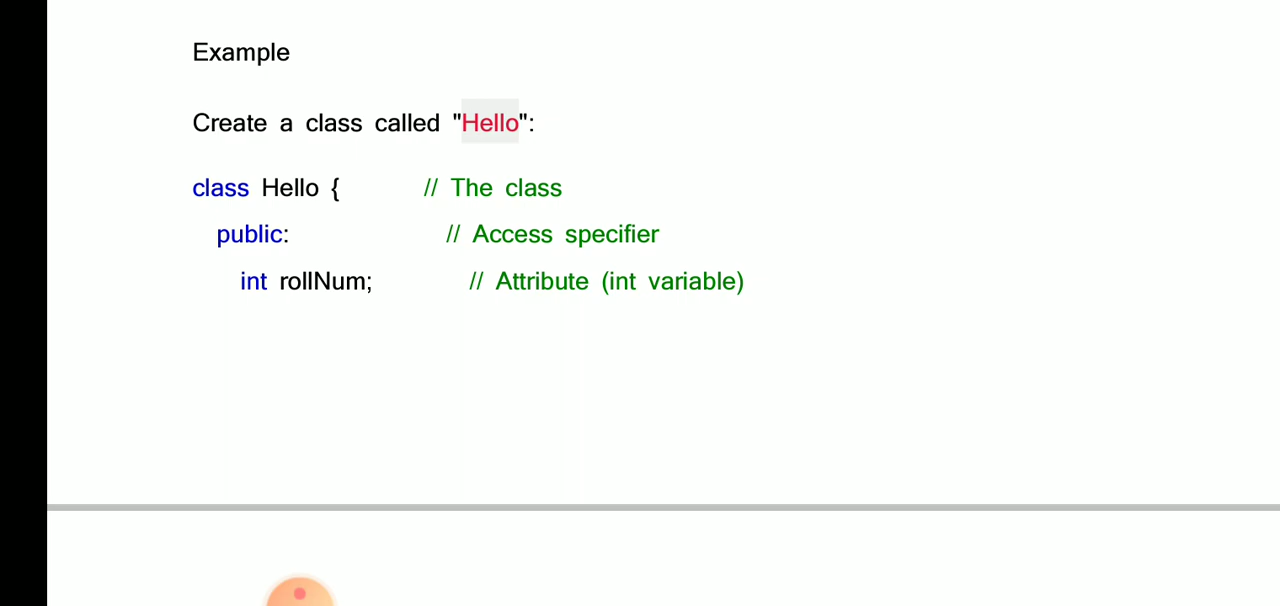 Example
Create a class called "Hello":
class Hello { // The class
public: // Access specifier
int rollNum; // Attribute (int variable)